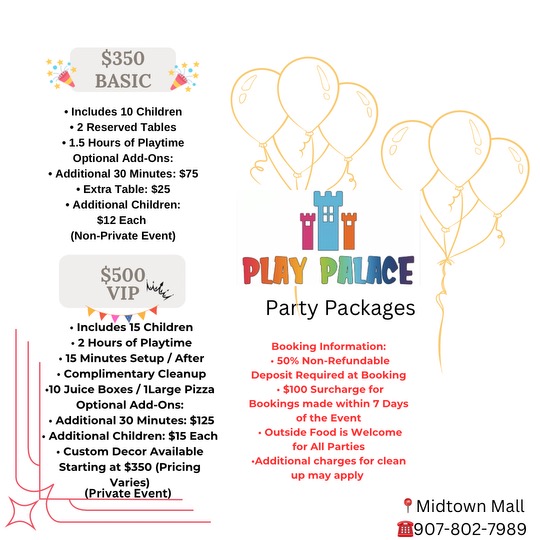 $350
BASIC
• Includes 10 Children
• 2 Reserved Tables
• 1.5 Hours of Playtime
Optional Add-Ons:
• Additional 30 Minutes: $75
• Extra Table: $25
• Additional Children:
$12 Each
(Non-Private Event)
$500
VIP
• Includes 15 Children
• 2 Hours of Playtime
• 15 Minutes Setup / After
• Complimentary Cleanup
•10 Juice Boxes / 1Large Pizza
Optional Add-Ons:
• Additional 30 Minutes: $125
• Additional Children: $15 Each
• Custom Decor Available
Starting at $350 (Pricing
Varies)
(Private Event)
PLAY PALACE
Party Packages
Booking Information:
• 50% Non-Refundable
Deposit Required at Booking
• $100 Surcharge for
Bookings made within 7 Days
of the Event
• Outside Food is Welcome
for All Parties
•Additional charges for clean
up may apply
Midtown Mall
907-802-7989